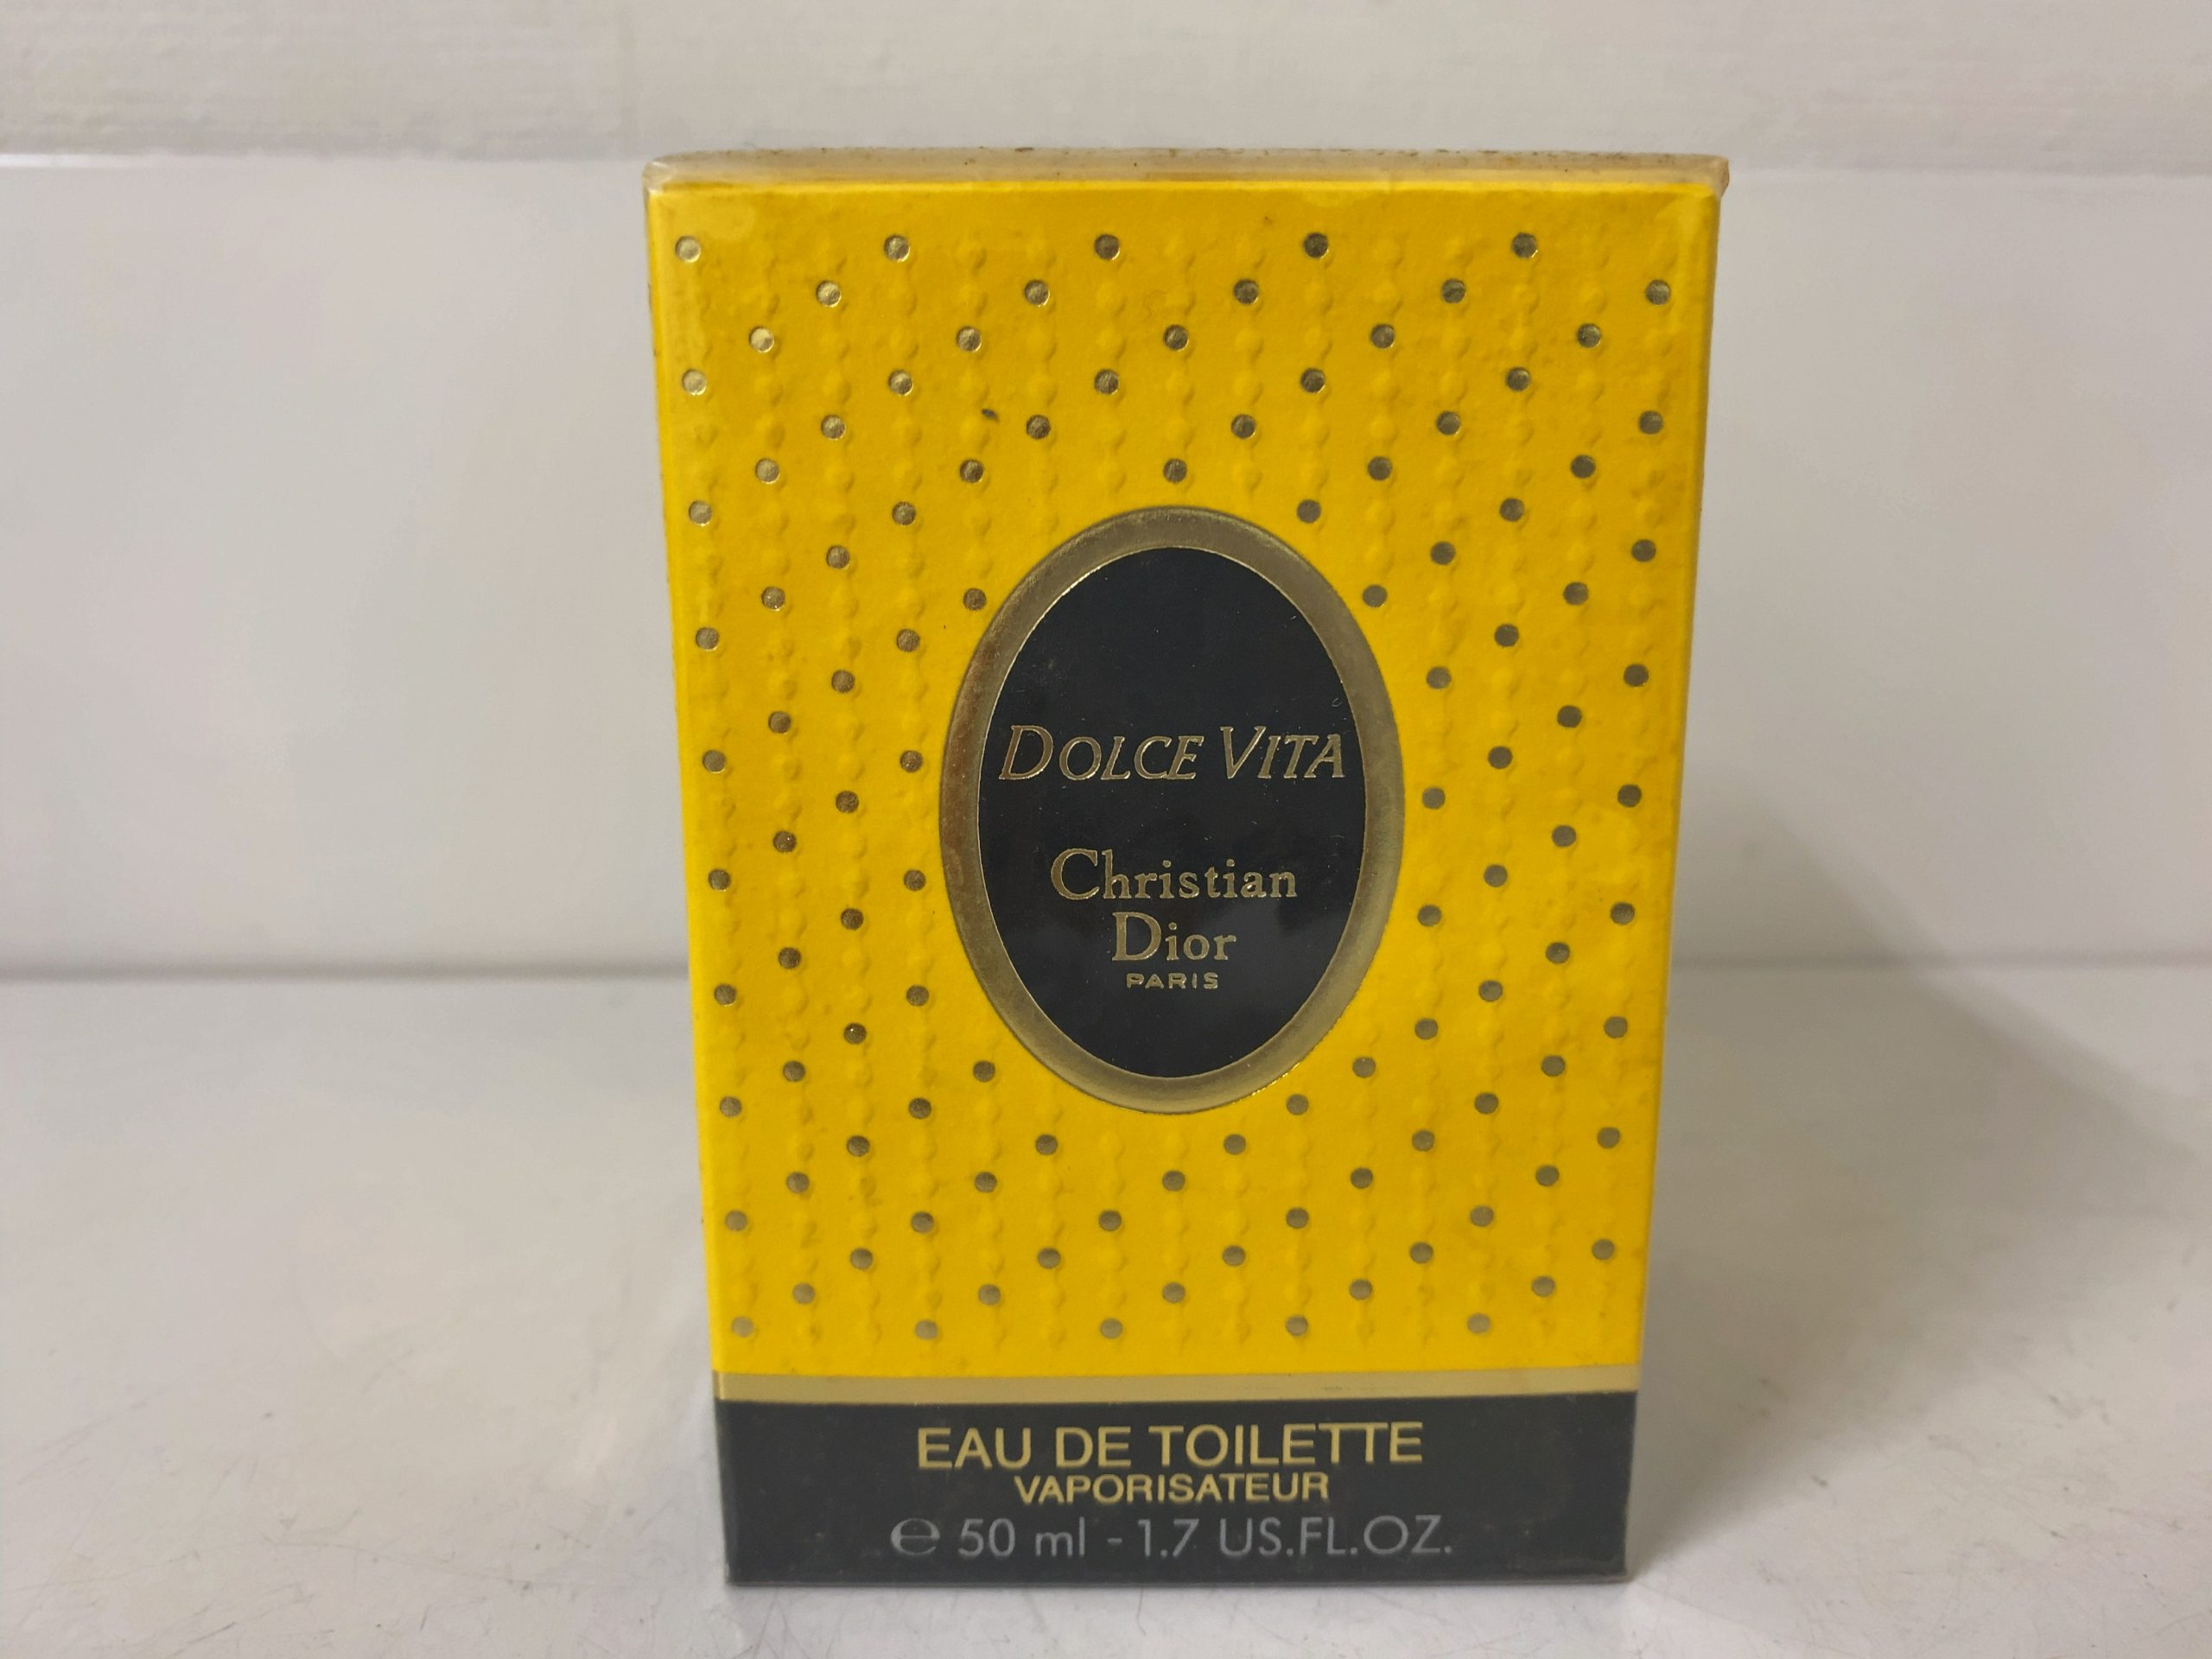 DOLCE VITA
Christian
Dior
PARIS
EAU DE TOILETTE
VAPORISATEUR
℮ 50 ml - 1.7 US.FL.OZ.